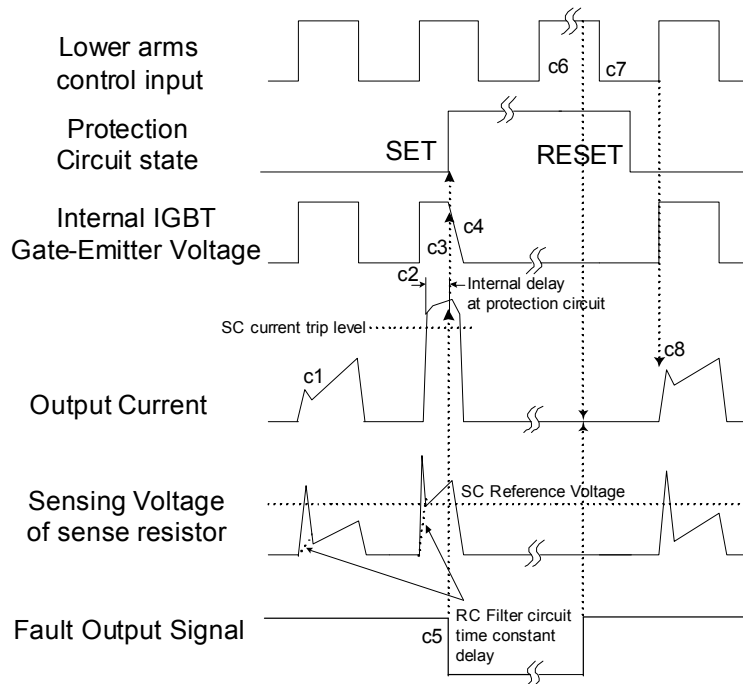 Lower arms
control input
c6
c7
Protection
Circuit state
SET
RESET
Internal IGBT
Gate-Emitter Voltage
c4
c3
c2
Internal delay
at protection circuit
SC current trip level
c1
c8
Output Current
Sensing Voltage
of sense resistor
SC Reference Voltage
Fault Output Signal
c5
RC Filter circuit
time constant
delay